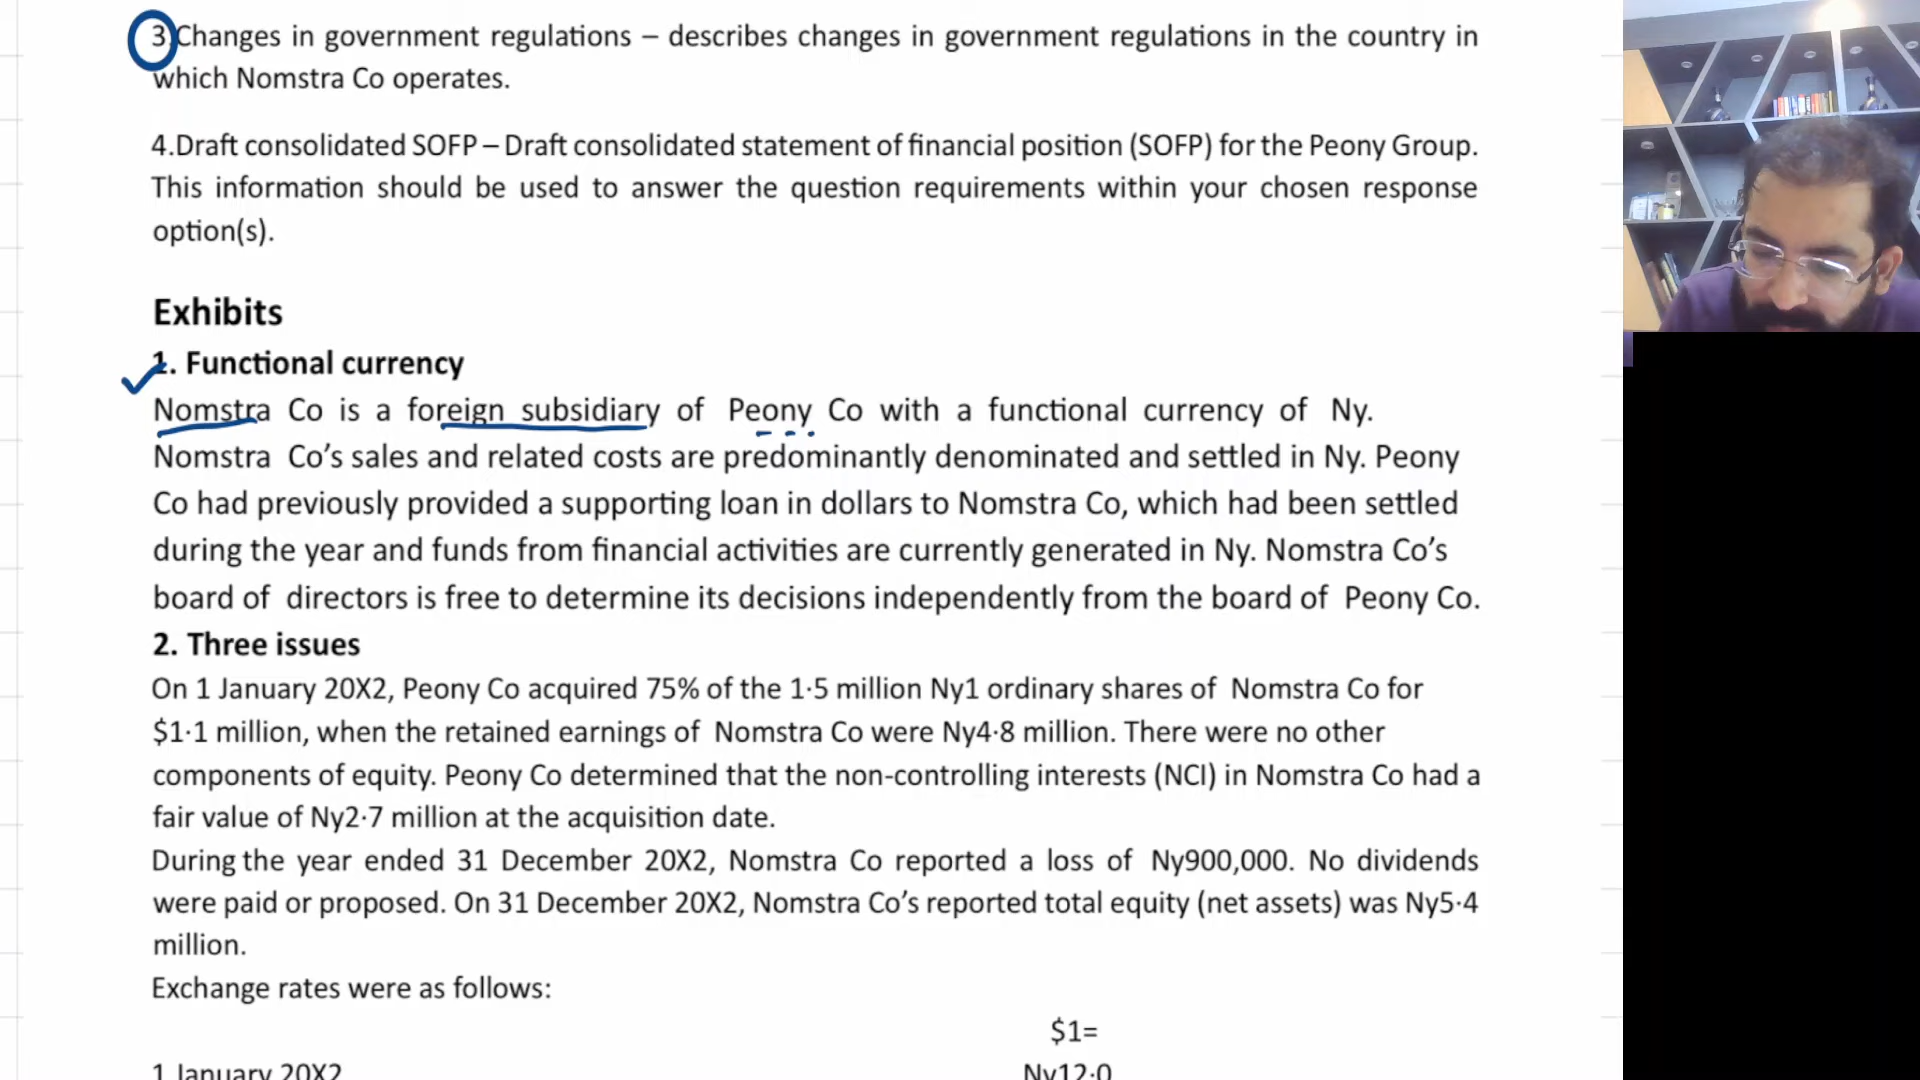 3.Changes in government regulations – describes changes in government regulations in the country in
which Nomstra Co operates.
4.Draft consolidated SOFP – Draft consolidated statement of financial position (SOFP) for the Peony Group.
This information should be used to answer the question requirements within your chosen response
option(s).
Exhibits
1. Functional currency
Nomstra Co is a foreign subsidiary of Peony Co with a functional currency of Ny.
Nomstra Co’s sales and related costs are predominantly denominated and settled in Ny. Peony
Co had previously provided a supporting loan in dollars to Nomstra Co, which had been settled
during the year and funds from financial activities are currently generated in Ny. Nomstra Co’s
board of directors is free to determine its decisions independently from the board of Peony Co.
2. Three issues
On 1 January 20X2, Peony Co acquired 75% of the 1·5 million Ny1 ordinary shares of Nomstra Co for
$1·1 million, when the retained earnings of Nomstra Co were Ny4·8 million. There were no other
components of equity. Peony Co determined that the non-controlling interests (NCI) in Nomstra Co had a
fair value of Ny2·7 million at the acquisition date.
During the year ended 31 December 20X2, Nomstra Co reported a loss of Ny900,000. No dividends
were paid or proposed. On 31 December 20X2, Nomstra Co’s reported total equity (net assets) was Ny5·4
million.
Exchange rates were as follows:
$1=
1 January 20X2 Ny12·0